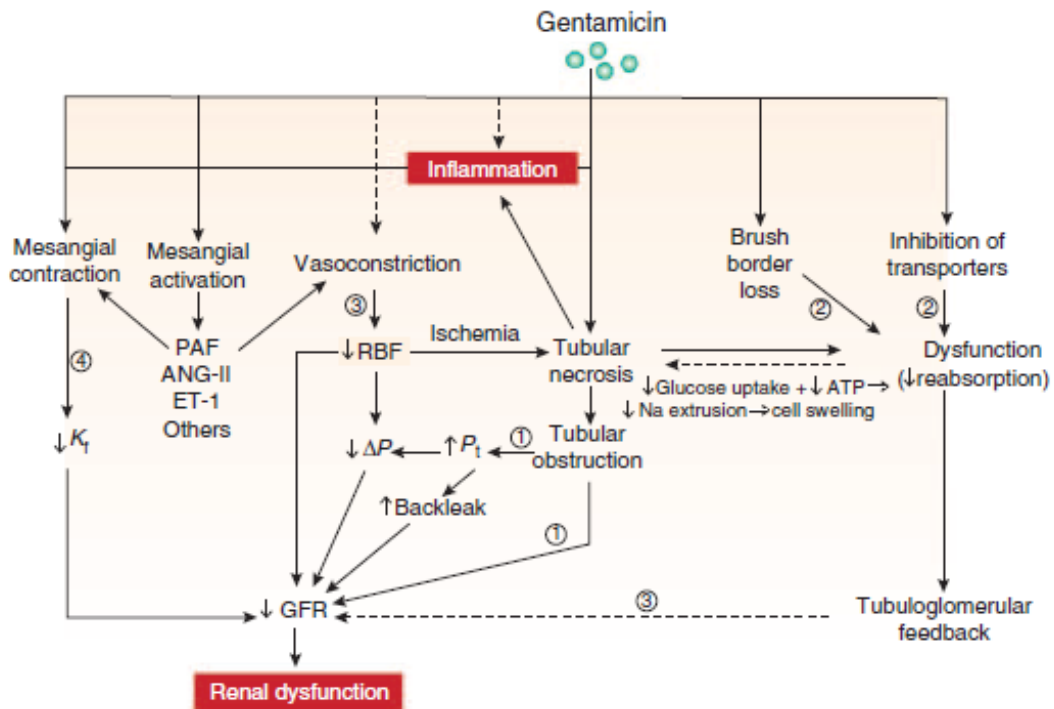 Gentamicin
Inflammation
Mesangial
contraction
Mesangial
activation
Vasoconstriction
Brush
border
loss
Inhibition of
transporters
③
②
②
④
PAF
ANG-II
ET-1
Others
↓RBF
Ischemia
Tubular
necrosis
Dysfunction
(↓reabsorption)
↓Glucose uptake + ↓ATP→
↓Na extrusion→cell swelling
↓Kf
↓ΔP
↑Pt
①
Tubular
obstruction
↑Backleak
①
↓ GFR
③
Tubuloglomerular
feedback
Renal dysfunction